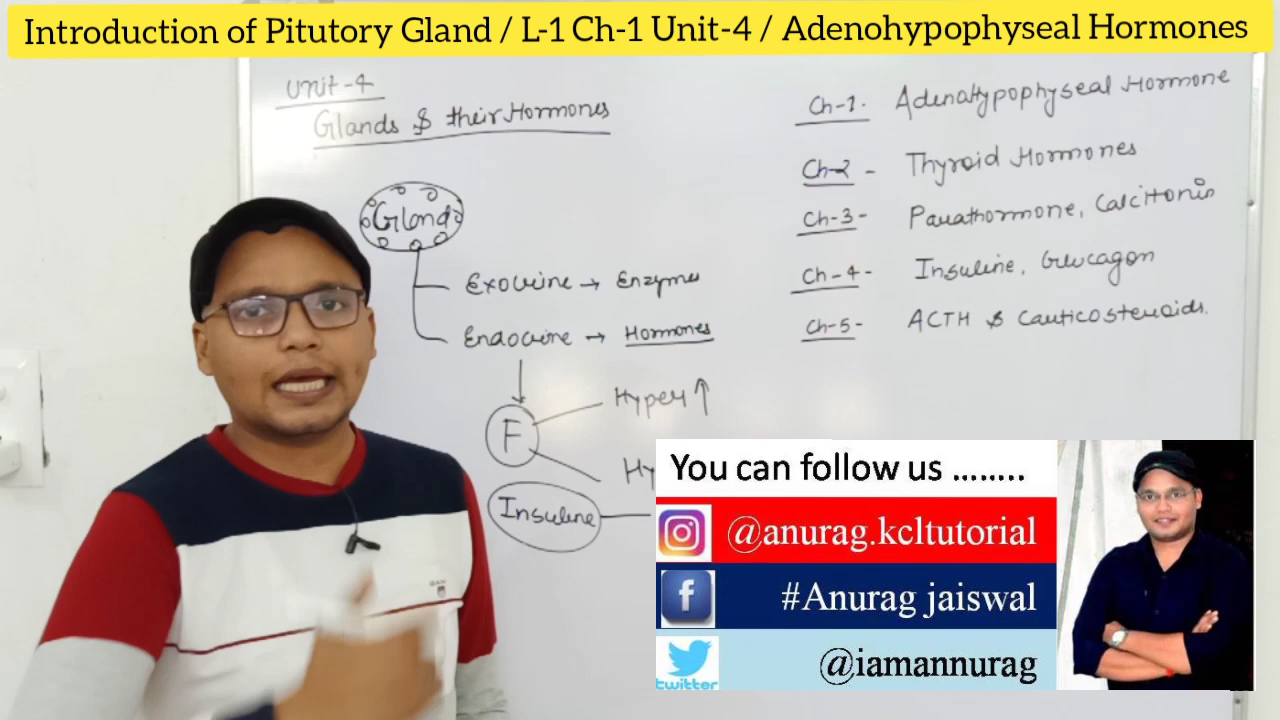 Introduction of Pitutory Gland / L-1 Ch-1 Unit-4 / Adenohypophyseal Hormones
Unit-4
Glands & their Hormones
Gland
Exocrine → Enzymes
Endocrine → Hormones
F
Hyper ↑
Hy
Insuline
Ch-1. Adenohypophyseal Hormone
Ch-2 - Thyroid Hormones
Ch-3- Parathormone, Calcitonin
Ch-4- Insuline, Glucagon
Ch-5- ACTH & Corticosteroids.
You can follow us ........
@anurag.kcltutorial
#Anurag jaiswal
@iamannurag
twitter